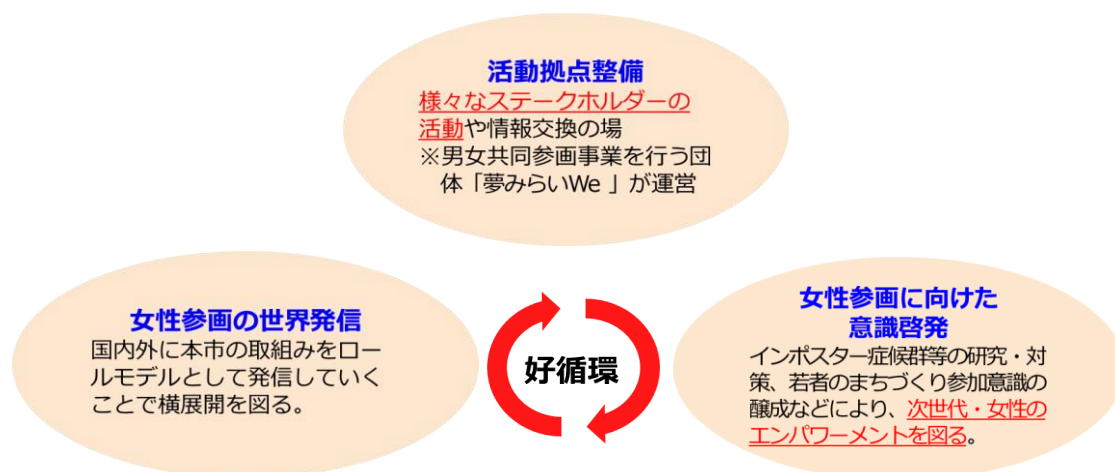 活動拠点整備
様々なステークホルダーの
活動や情報交換の場
※男女共同参画事業を行う団
体「夢みらいWe 」が運営
女性参画の世界発信
国内外に本市の取組みをロー
ルモデルとして発信していく
ことで横展開を図る。
好循環
女性参画に向けた
意識啓発
インポスター症候群等の研究・対
策、若者のまちづくり参加意識の
醸成などにより、次世代・女性の
エンパワーメントを図る。